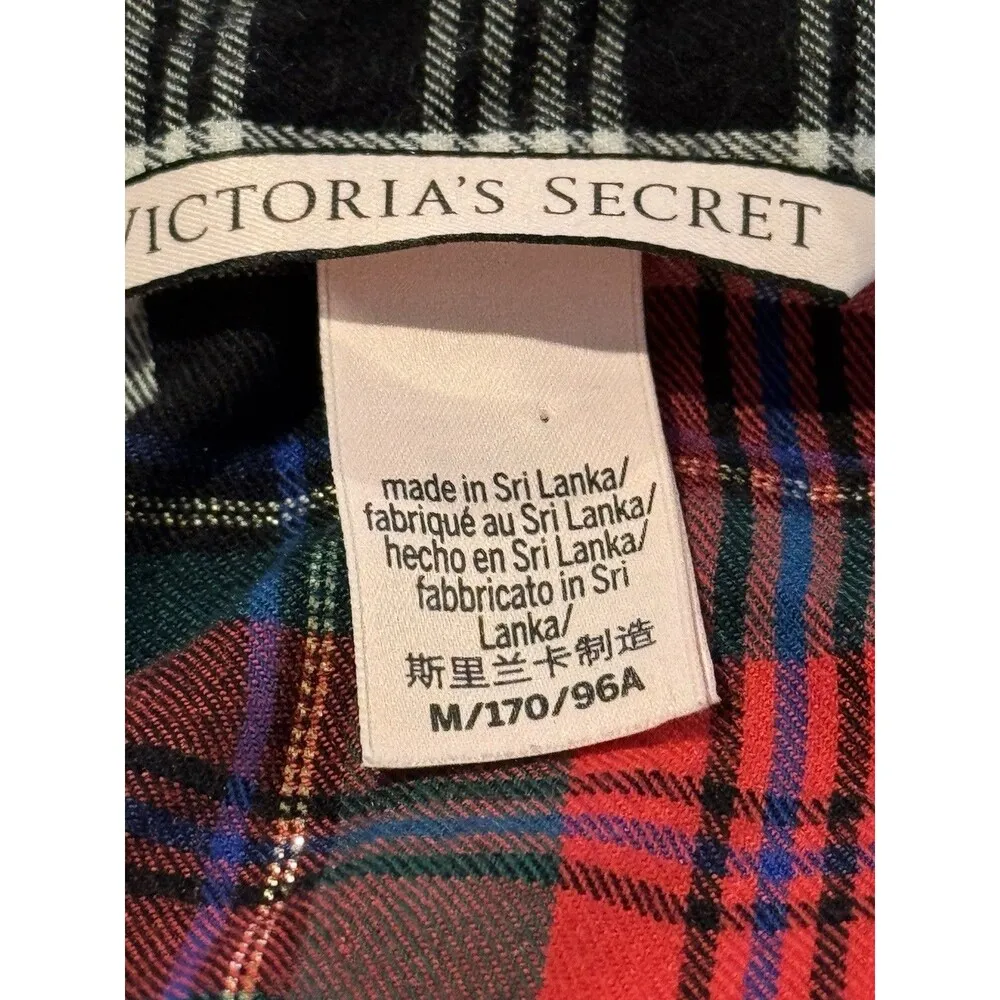 VICTORIA'S SECRET
made in Sri Lanka/
fabriqué au Sri Lanka/
hecho en Sri Lanka/
fabbricato in Sri
Lanka/
斯里兰卡制造
M/170/96A